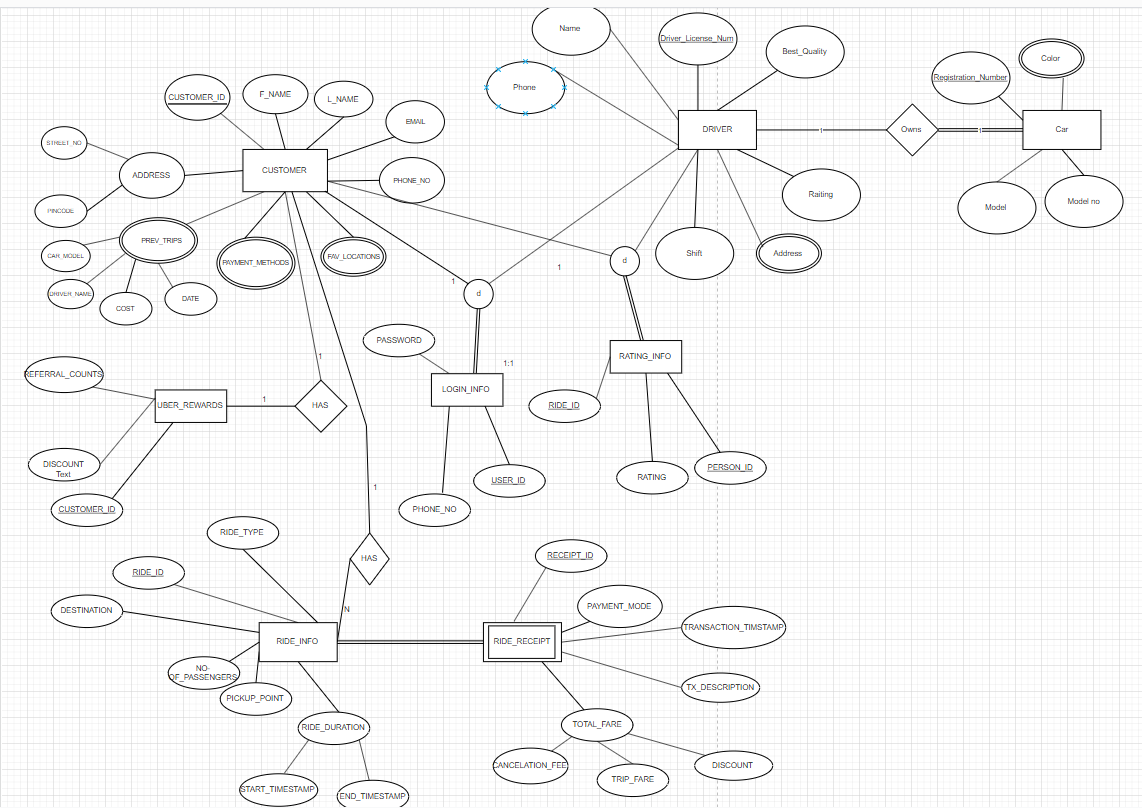 Name
Driver_License_Num
Best_Quality
Phone
Registration_Number
Color
CUSTOMER_ID
F_NAME
L_NAME
EMAIL
DRIVER
1
Owns
1
Car
STREET_NO
ADDRESS
CUSTOMER
PHONE_NO
PINCODE
Raiting
Model
Model no
PREV_TRIPS
CAR_MODEL
PAYMENT_METHODS
FAV_LOCATIONS
Shift
Address
d
1
1
d
DRIVER_NAME
COST
DATE
PASSWORD
1
1:1
RATING_INFO
REFERRAL_COUNTS
UBER_REWARDS
1
HAS
LOGIN_INFO
RIDE_ID
DISCOUNT
Text
CUSTOMER_ID
USER_ID
RATING
PERSON_ID
1
PHONE_NO
RIDE_TYPE
HAS
RECEIPT_ID
RIDE_ID
DESTINATION
N
PAYMENT_MODE
TRANSACTION_TIMSTAMP
RIDE_INFO
RIDE_RECEIPT
NO-
OF_PASSENGERS
PICKUP_POINT
TX_DESCRIPTION
RIDE_DURATION
TOTAL_FARE
CANCELATION_FEE
TRIP_FARE
DISCOUNT
START_TIMESTAMP
END_TIMESTAMP